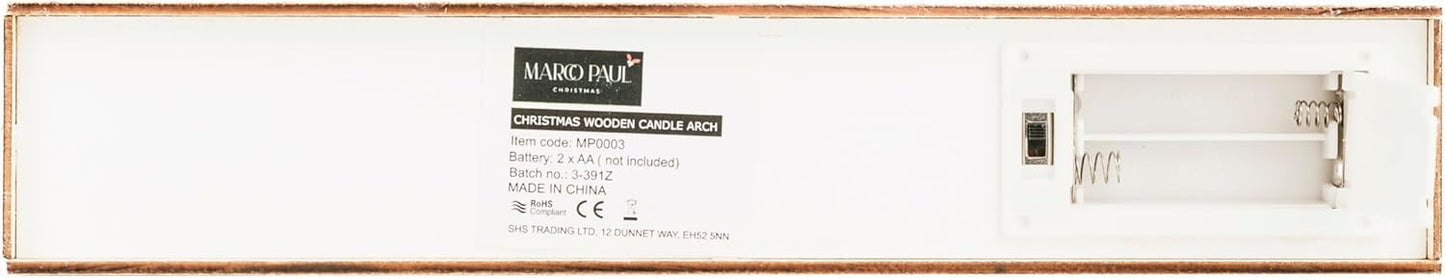 MARCO PAUL
CHRISTMAS
CHRISTMAS WOODEN CANDLE ARCH
Item code: MP0003
Battery: 2 x AA ( not included)
Batch no.: 3-391Z
MADE IN CHINA
RoHS
Compliant
CE
SHS TRADING LTD, 12 DUNNET WAY, EH52 5NN